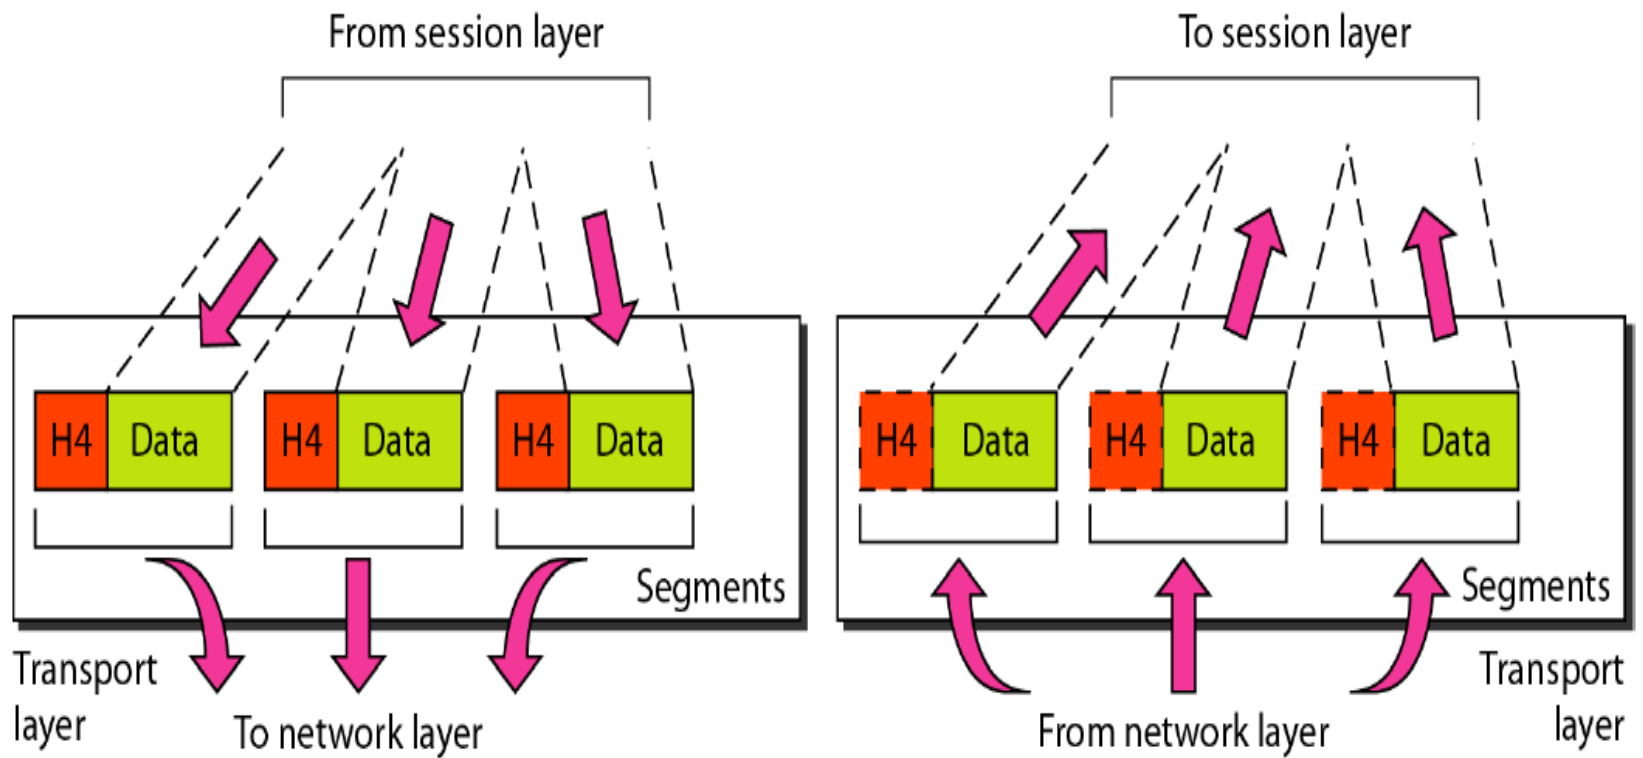 From session layer
To session layer
H4 Data H4 Data H4 Data
H4 Data H4 Data H4 Data
Segments
Segments
Transport
layer
To network layer
From network layer
Transport
layer